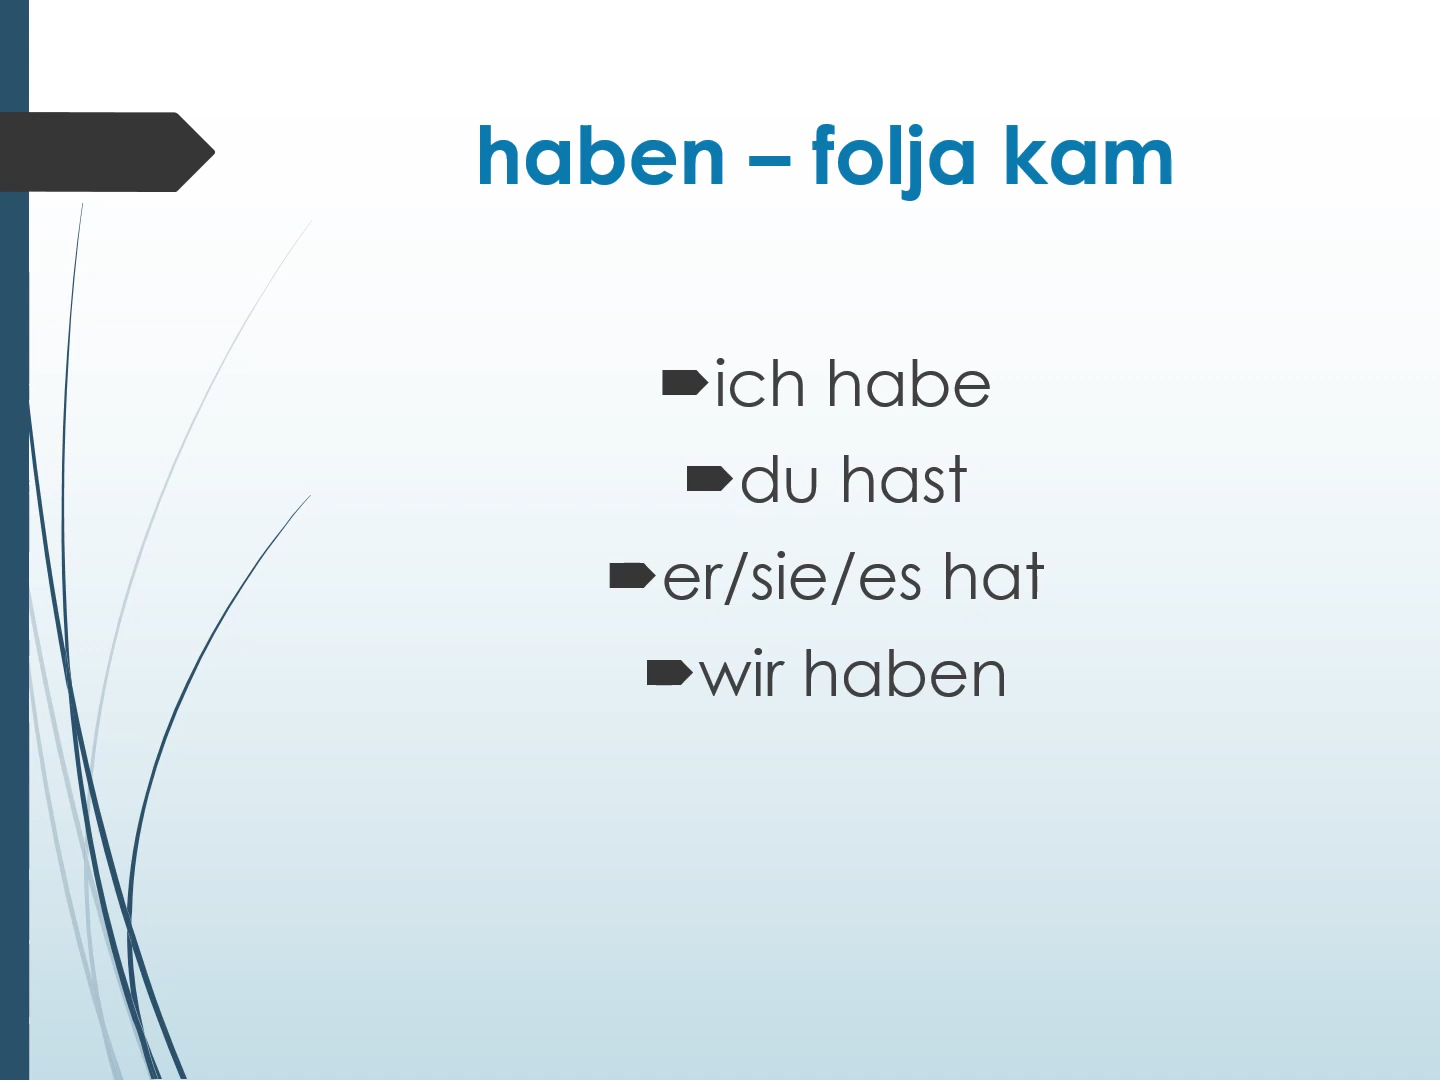 haben – folja kam
ich habe
du hast
er/sie/es hat
wir haben